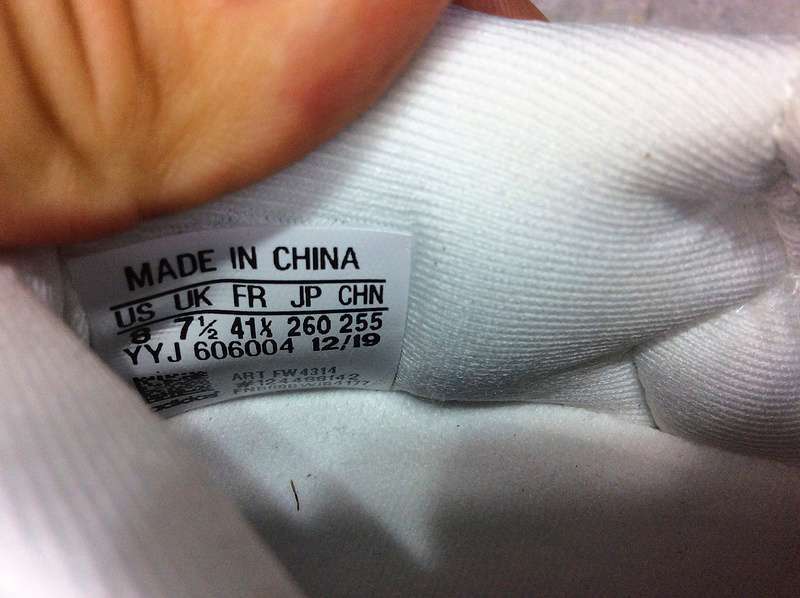 MADE IN CHINA
US UK FR JP CHN
8 7½ 41⅓ 260 255
YYJ 606004 12/19
ART FW4314
adidas